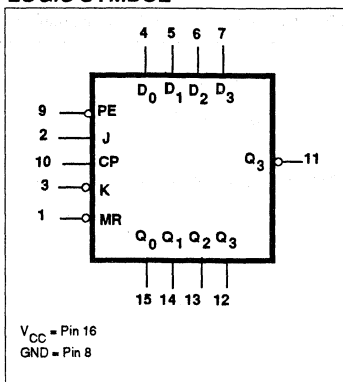 LOGIC SYMBOL
4 5 6 7
D0 D1 D2 D3
9 PE
2 J
10 CP
Q3 11
3 K
1 MR
Q0 Q1 Q2 Q3
15 14 13 12
VCC = Pin 16
GND = Pin 8